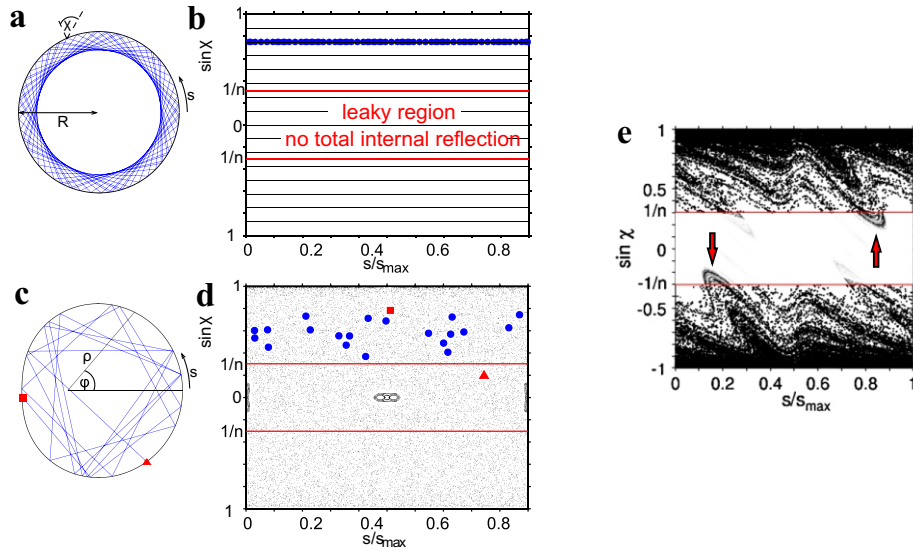 a
χ
s
R
b
1
sin χ
1/n
leaky region
0
no total internal reflection
1/n
1
0 0.2 0.4 0.6 0.8
s/smax
c
ρ
φ
s
d
1
sin χ
1/n
0
1/n
1
0 0.2 0.4 0.6 0.8
s/smax
e
1
0.5
1/n
sin χ
0
-1/n
-0.5
-1
0 0.2 0.4 0.6 0.8 1
s/smax